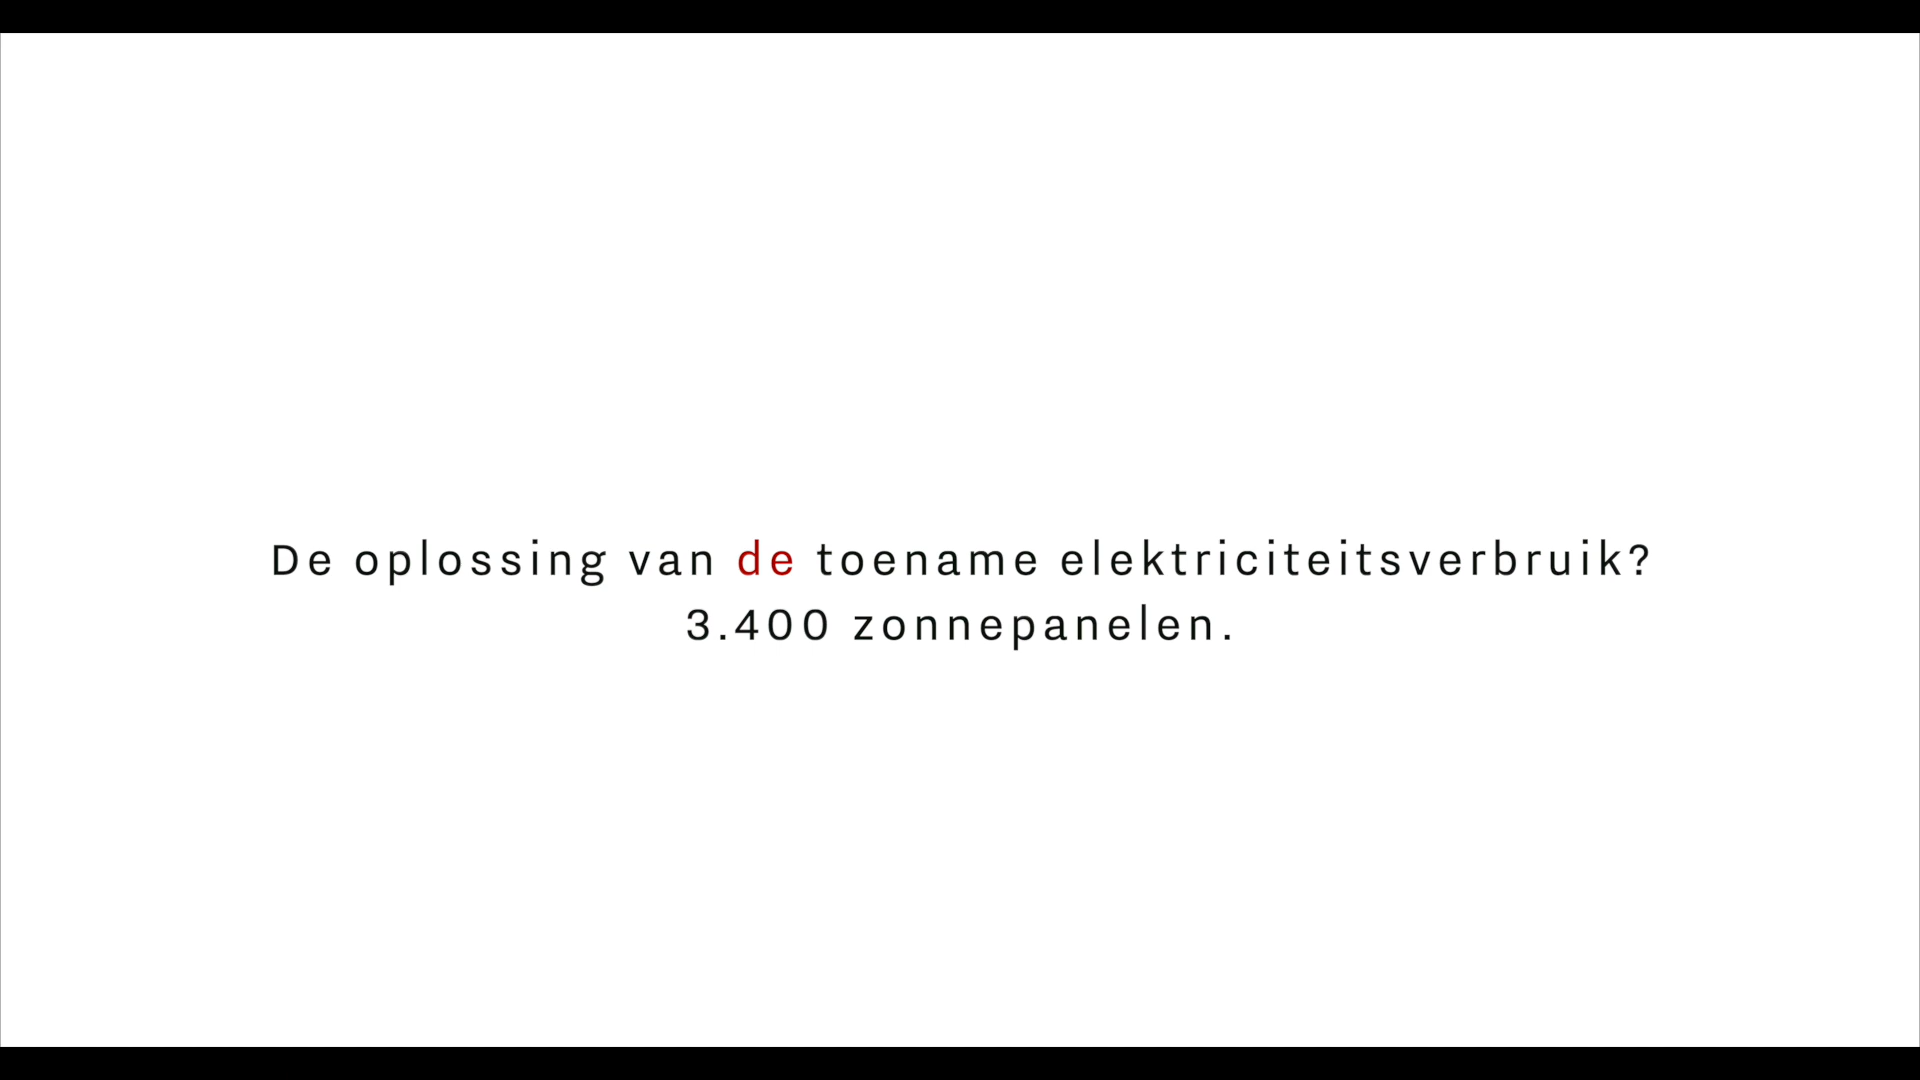 De oplossing van de toename elektriciteitsverbruik?
3.400 zonnepanelen.